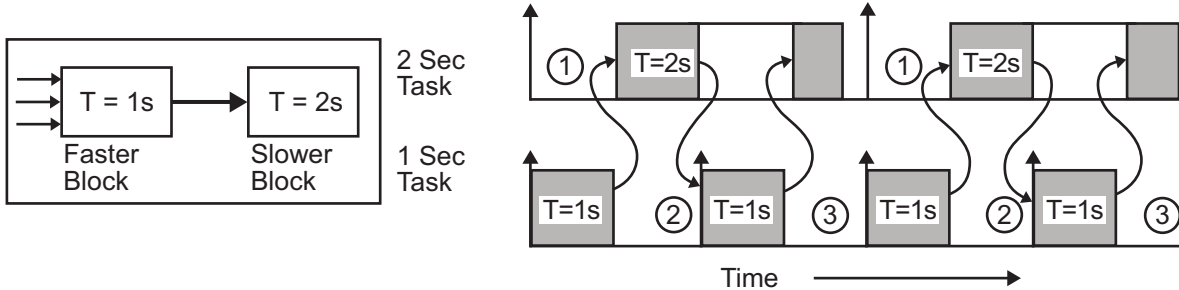 T = 1s
T = 2s
Faster
Block
Slower
Block
2 Sec
Task
1 Sec
Task
1
T=2s
1
T=2s
T=1s
2
T=1s
3
T=1s
2
T=1s
3
Time